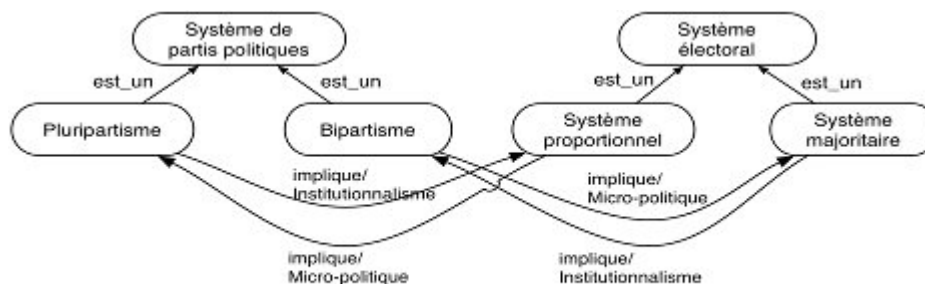 Système de
partis politiques
Système
électoral
est_un
est_un
est_un
est_un
Pluripartisme
Bipartisme
Système
proportionnel
Système
majoritaire
implique/
Institutionnalisme
implique/
Micro-politique
implique/
Micro-politique
implique/
Institutionnalisme